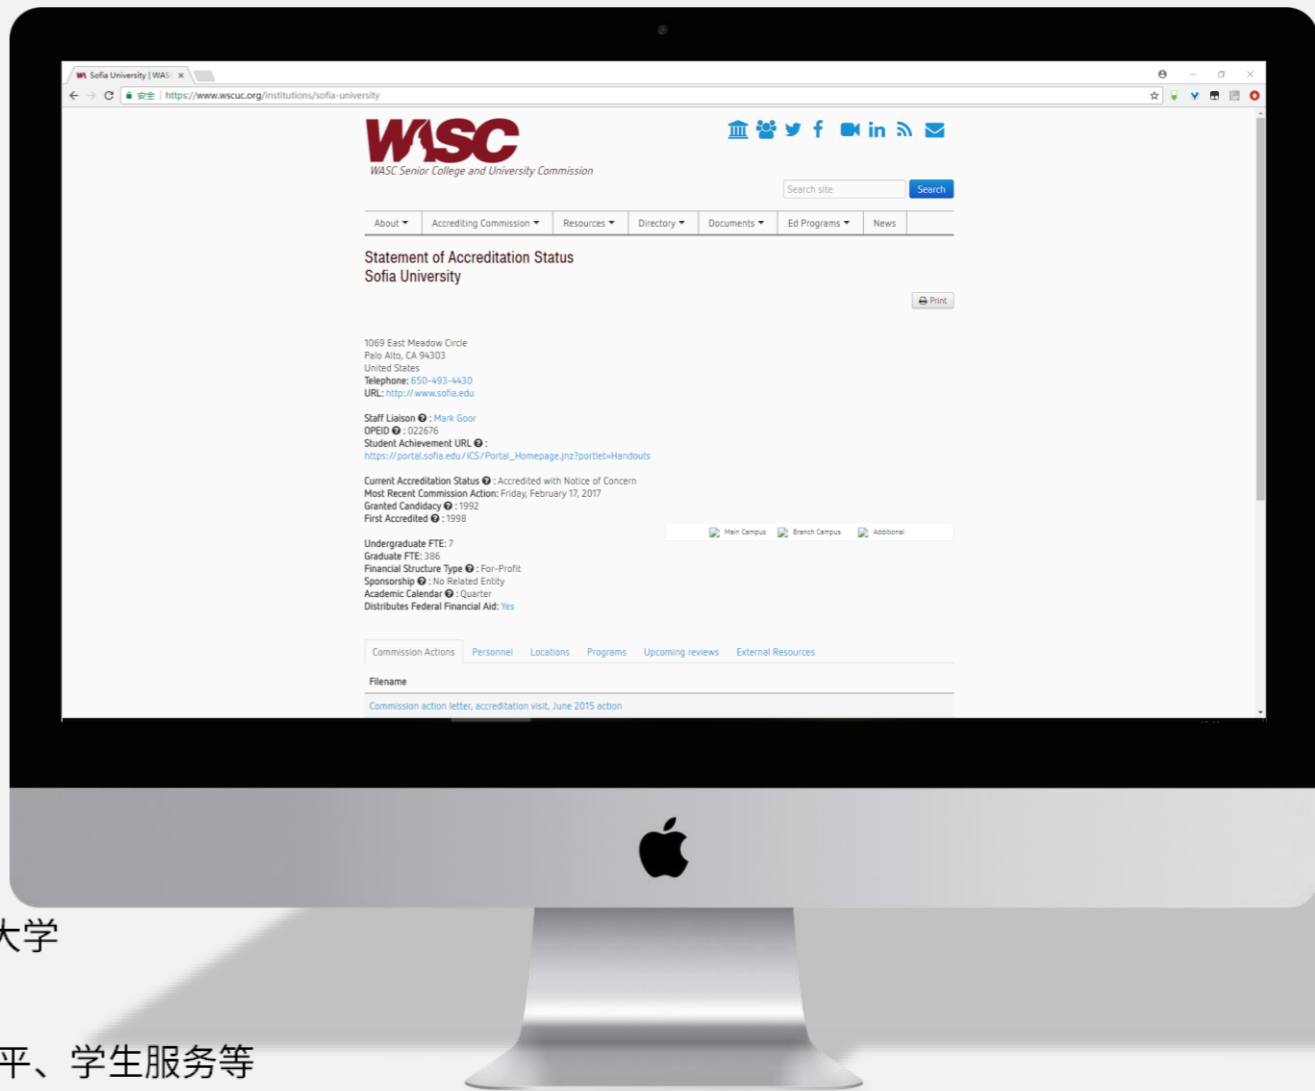 Sofia University | WAS
安全 | https://www.wscuc.org/institutions/sofia-university
WASC
WASC Senior College and University Commission
Search site
Search
About
Accrediting Commission
Resources
Directory
Documents
Ed Programs
News
Statement of Accreditation Status
Sofia University
Print
1069 East Meadow Circle
Palo Alto, CA 94303
United States
Telephone: 650-493-4430
URL: http://www.sofia.edu
Staff Liaison : Mark Goor
OPEID : 022676
Student Achievement URL :
https://portal.sofia.edu/ICS/Portal_Homepage.jnz?portlet=Handouts
Current Accreditation Status : Accredited with Notice of Concern
Most Recent Commission Action: Friday, February 17, 2017
Granted Candidacy : 1992
First Accredited : 1998
Main Campus Branch Campus Additional
Undergraduate FTE: 7
Graduate FTE: 386
Financial Structure Type : For-Profit
Sponsorship : No Related Entity
Academic Calendar : Quarter
Distributes Federal Financial Aid: Yes
Commission Actions Personnel Locations Programs Upcoming reviews External Resources
Filename
Commission action letter, accreditation visit, June 2015 action
大学
平、学生服务等